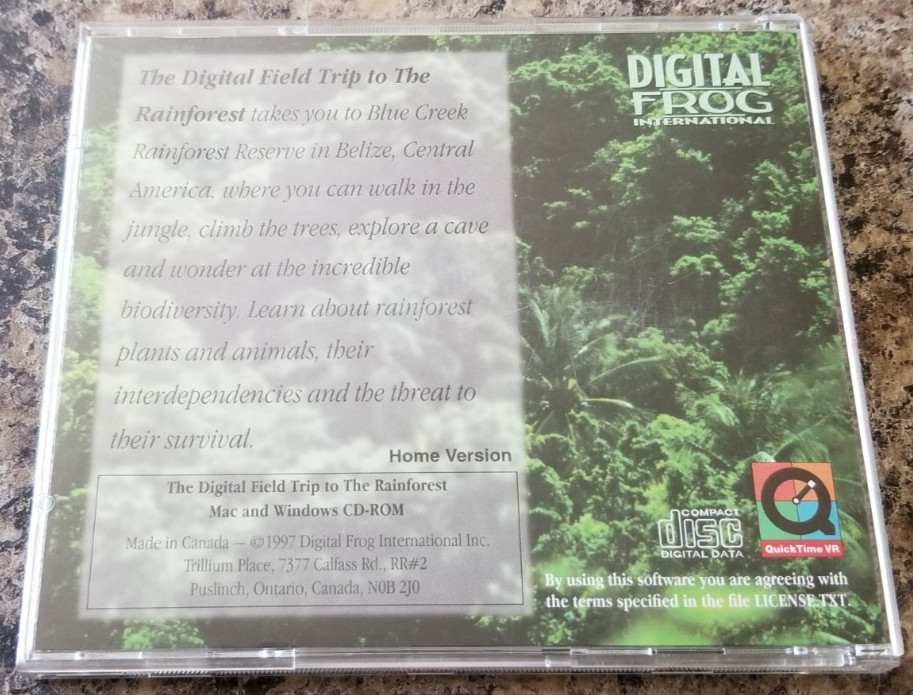 The Digital Field Trip to The
Rainforest takes you to Blue Creek
Rainforest Reserve in Belize, Central
America, where you can walk in the
jungle, climb the trees, explore a cave
and wonder at the incredible
biodiversity. Learn about rainforest
plants and animals, their
interdependencies and the threat to
their survival.
Home Version
The Digital Field Trip to The Rainforest
Mac and Windows CD-ROM
Made in Canada — ©1997 Digital Frog International Inc.
Trillium Place, 7377 Calfass Rd., RR#2
Puslinch, Ontario, Canada, N0B 2J0
DIGITAL
FROG
INTERNATIONAL
COMPACT
disc
DIGITAL DATA
QuickTime VR
By using this software you are agreeing with
the terms specified in the file LICENSE.TXT.